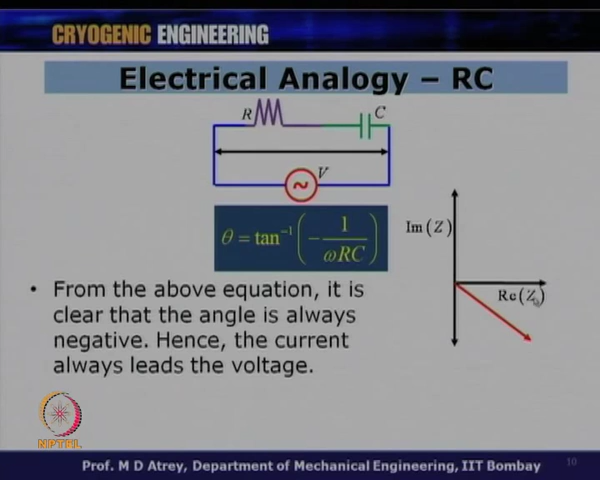 CRYOGENIC ENGINEERING
Electrical Analogy – RC
R
C
V
θ = tan⁻¹(−1/ωRC)
Im(Z)
Re(Z)
• From the above equation, it is
clear that the angle is always
negative. Hence, the current
always leads the voltage.
NPTEL
Prof. M D Atrey, Department of Mechanical Engineering, IIT Bombay
10